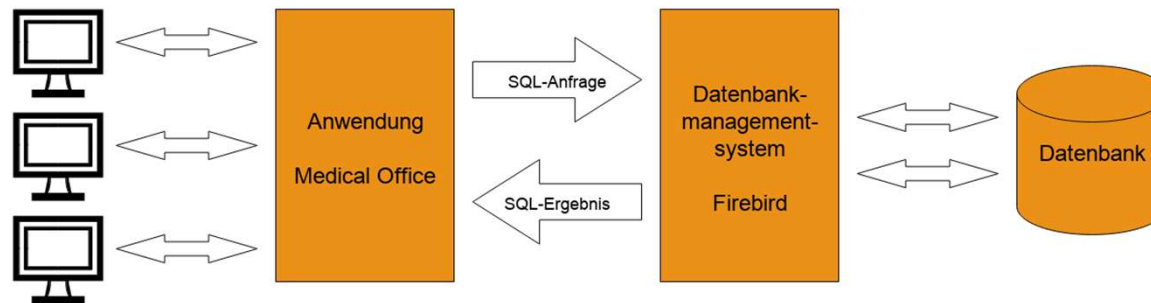 Anwendung
Medical Office
SQL-Anfrage
SQL-Ergebnis
Datenbank-
management-
system
Firebird
Datenbank